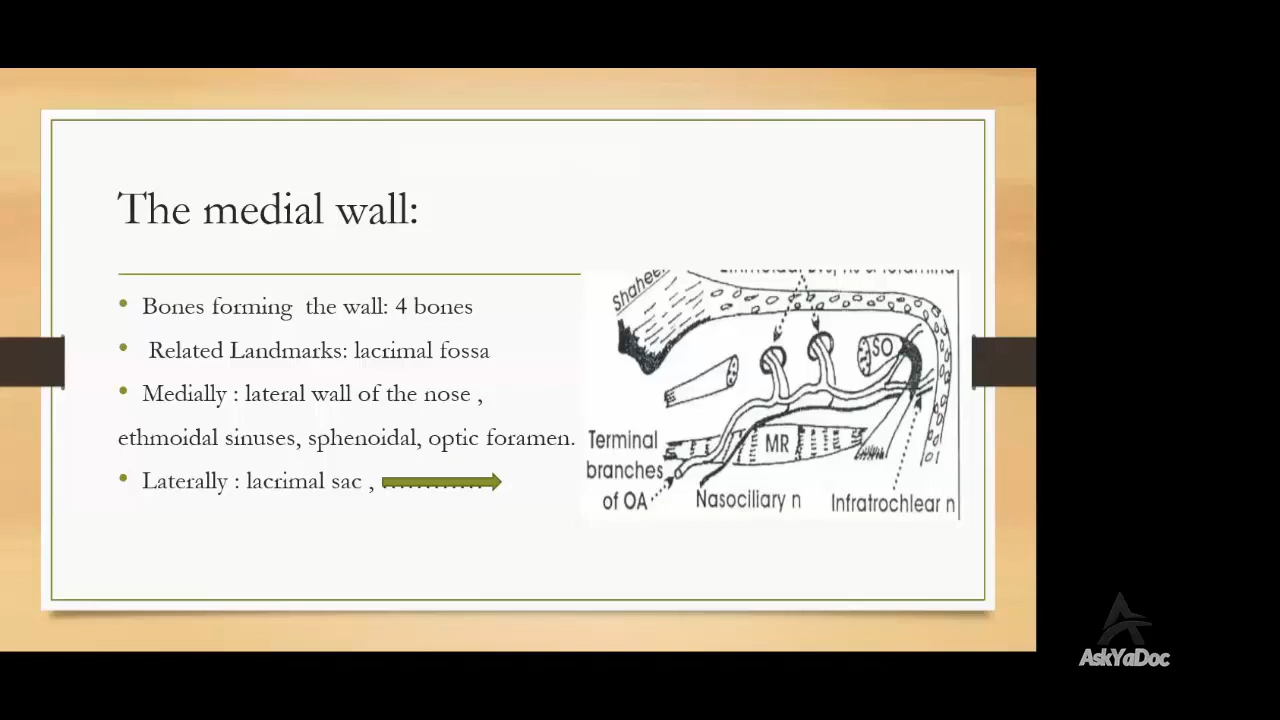 The medial wall:
• Bones forming the wall: 4 bones
• Related Landmarks: lacrimal fossa
• Medially : lateral wall of the nose ,
ethmoidal sinuses, sphenoidal, optic foramen.
• Laterally : lacrimal sac , ............
Shaheen
SO
MR
Terminal
branches
of OA
Nasociliary n
Infratrochlear n
AskYaDoc